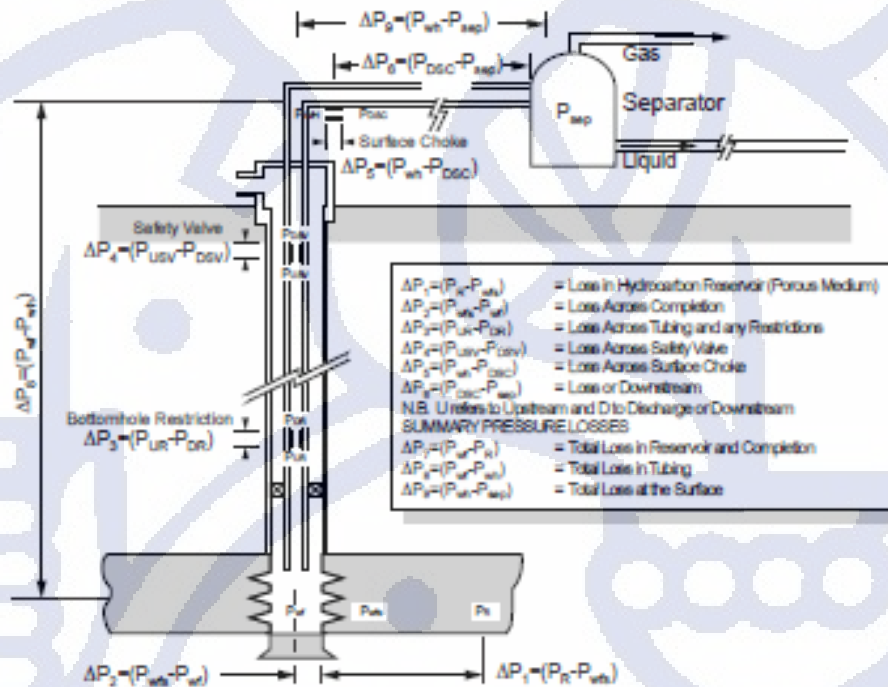 ΔP₉=(Pwh-Psep)
ΔP₆=(PDSC-Psep)
Gas
Psep
Separator
Surface Choke
Liquid
ΔP₅=(Pwh-PDSC)
Safety Valve
ΔP₄=(PUSV-PDSV)
ΔP₈=(Pwf-Pwh)
Bottomhole Restriction
ΔP₃=(PUR-PDR)
ΔP₁=(PR-Pwfs) = Loss in Hydrocarbon Reservoir (Porous Medium)
ΔP₂=(Pwfs-Pwf) = Loss Across Completion
ΔP₃=(PUR-PDR) = Loss Across Tubing and any Restrictions
ΔP₄=(PUSV-PDSV) = Loss Across Safety Valve
ΔP₅=(Pwh-PDSC) = Loss Across Surface Choke
ΔP₆=(PDSC-Psep) = Loss or Downstream
N.B. U refers to Upstream and D to Discharge or Downstream
SUMMARY PRESSURE LOSSES
ΔP₇=(Pwf-PR) = Total Loss in Reservoir and Completion
ΔP₈=(Pwf-Pwh) = Total Loss in Tubing
ΔP₉=(Pwh-Psep) = Total Loss at the Surface
Pwf
Pwfs
PR
ΔP₂=(Pwfs-Pwf)
ΔP₁=(PR-Pwfs)